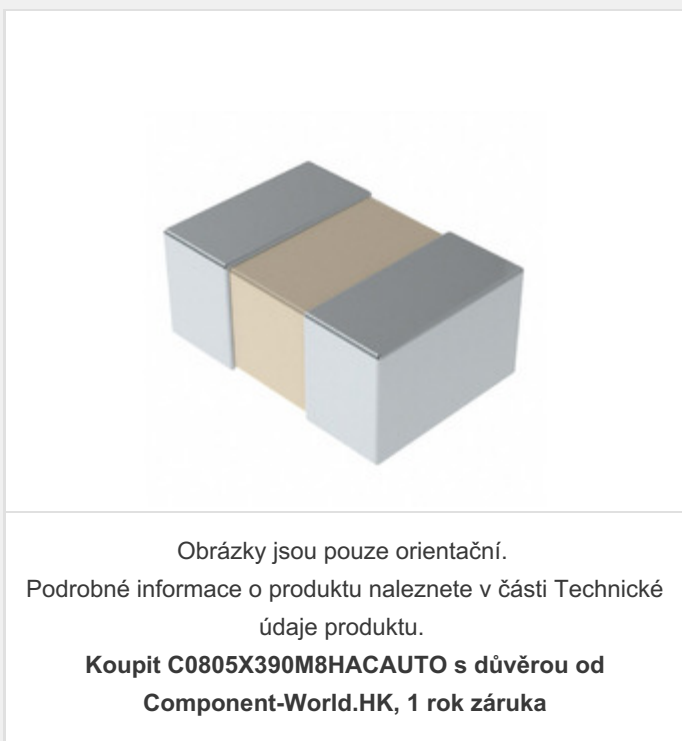 Obrázky jsou pouze orientační.
Podrobné informace o produktu naleznete v části Technické
údaje produktu.
Koupit C0805X390M8HACAUTO s důvěrou od
Component-World.HK, 1 rok záruka